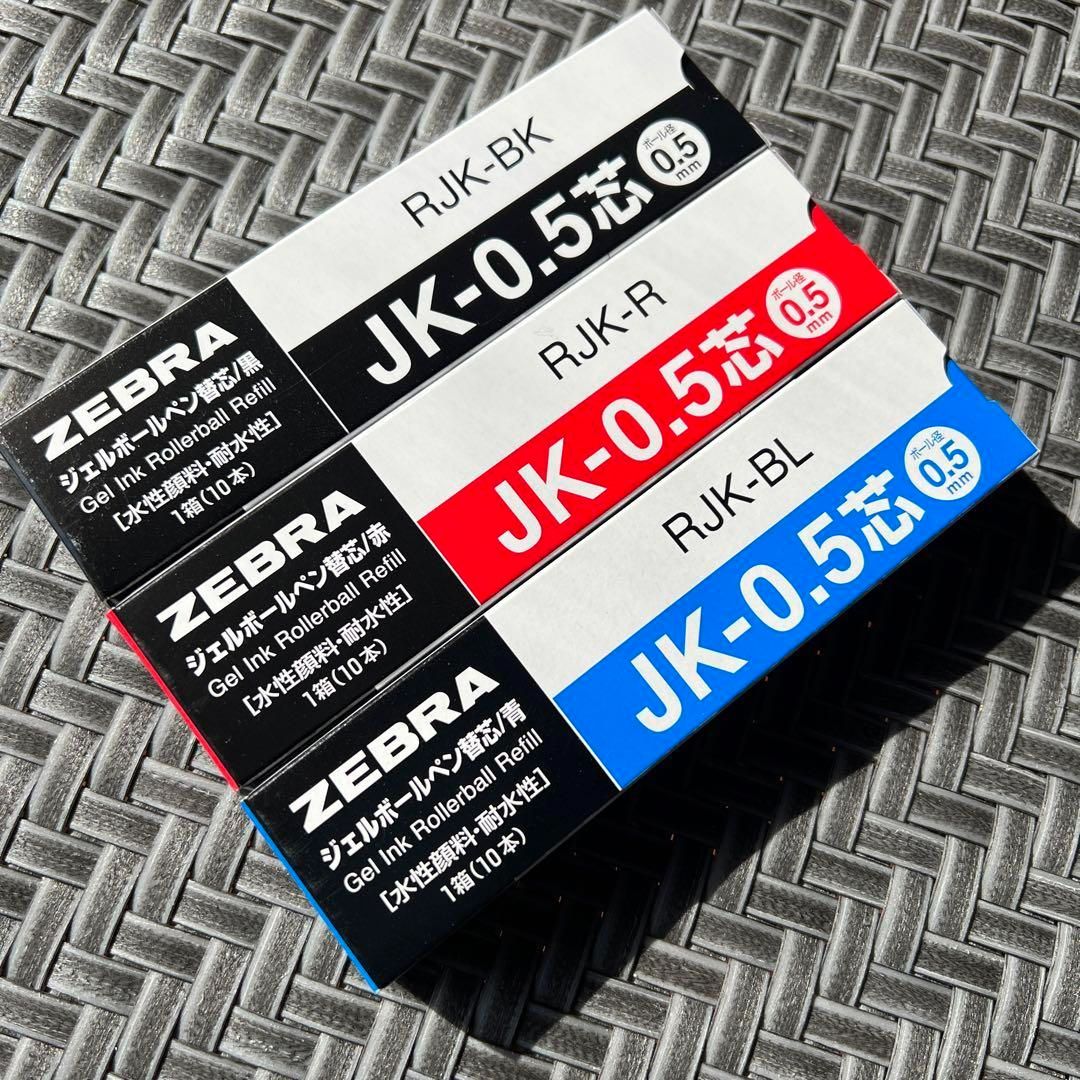 RJK-BK
JK-0.5芯
ボール径
0.5
mm
ZEBRA
ジェルボールペン替芯/黒
Gel Ink Rollerball Refill
[水性顔料・耐水性]
1箱(10本)
RJK-R
JK-0.5芯
ボール径
0.5
mm
ZEBRA
ジェルボールペン替芯/赤
Gel Ink Rollerball Refill
[水性顔料・耐水性]
1箱(10本)
RJK-BL
JK-0.5芯
ボール径
0.5
mm
ZEBRA
ジェルボールペン替芯/青
Gel Ink Rollerball Refill
[水性顔料・耐水性]
1箱(10本)